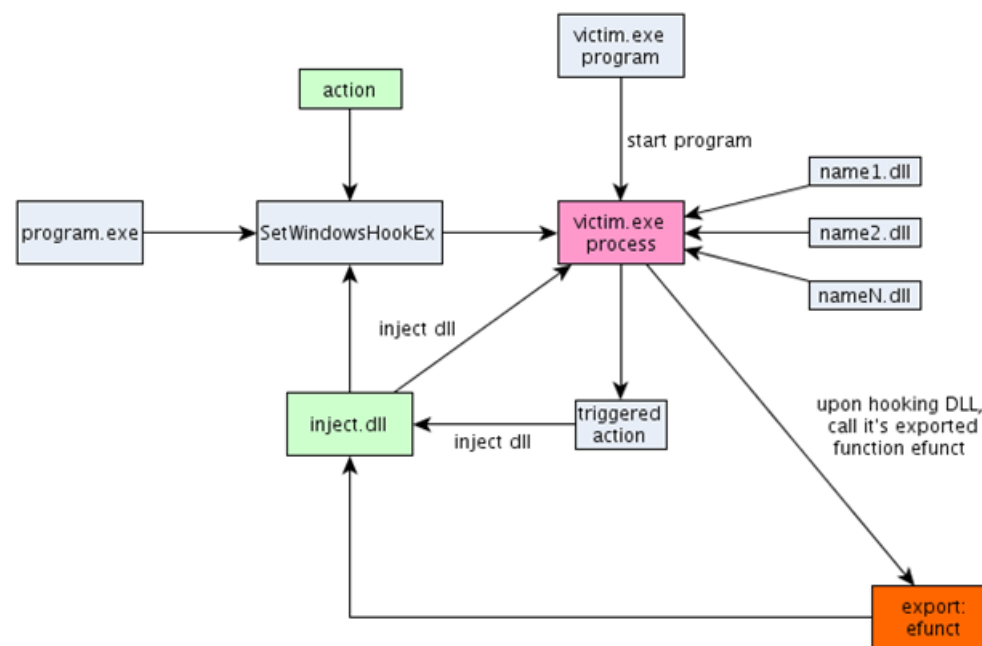 victim.exe
program
action
start program
name1.dll
program.exe
SetWindowsHookEx
victim.exe
process
name2.dll
nameN.dll
inject dll
inject.dll
triggered
action
inject dll
upon hooking DLL,
call it's exported
function efunct
export:
efunct